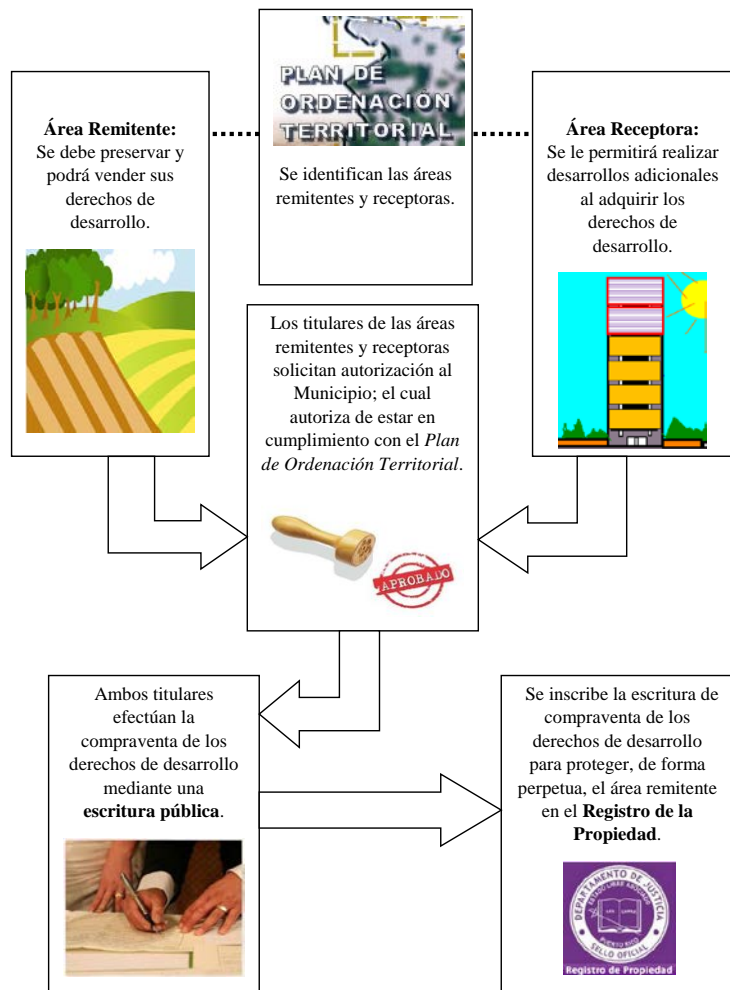 PLAN DE
ORDENACIÓN
TERRITORIAL
Se identifican las áreas
remitentes y receptoras.
Área Remitente:
Se debe preservar y
podrá vender sus
derechos de
desarrollo.
Área Receptora:
Se le permitirá realizar
desarrollos adicionales
al adquirir los
derechos de
desarrollo.
Los titulares de las áreas
remitentes y receptoras
solicitan autorización al
Municipio; el cual
autoriza de estar en
cumplimiento con el Plan
de Ordenación Territorial.
APROBADO
Ambos titulares
efectúan la
compraventa de los
derechos de desarrollo
mediante una
escritura pública.
Se inscribe la escritura de
compraventa de los
derechos de desarrollo
para proteger, de forma
perpetua, el área remitente
en el Registro de la
Propiedad.
DEPARTAMENTO DE JUSTICIA
ESTADO LIBRE ASOCIADO
PUERTO RICO
SELLO OFICIAL
Registro de Propiedad